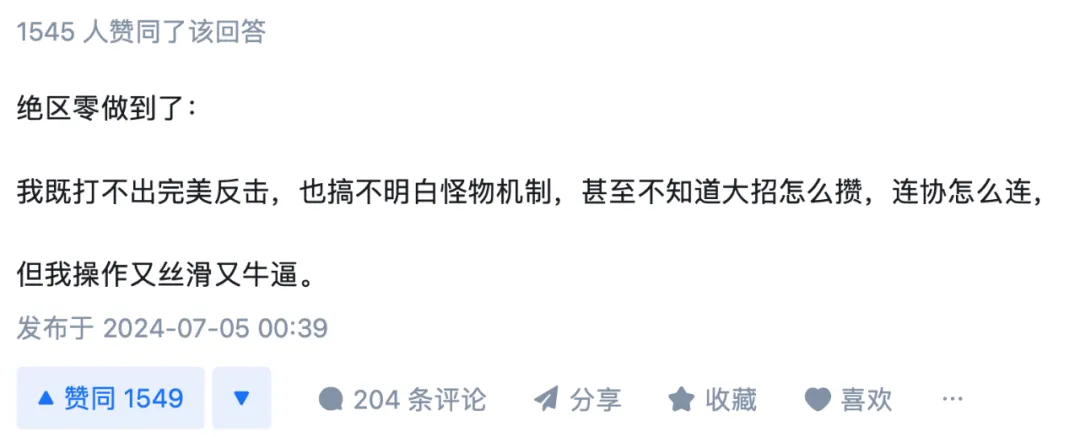 1545 人赞同了该回答
绝区零做到了：
我既打不出完美反击，也搞不明白怪物机制，甚至不知道大招怎么攒，连协怎么连，
但我操作又丝滑又牛逼。
发布于 2024-07-05 00:39
赞同 1549 204 条评论 分享 收藏 喜欢 ···